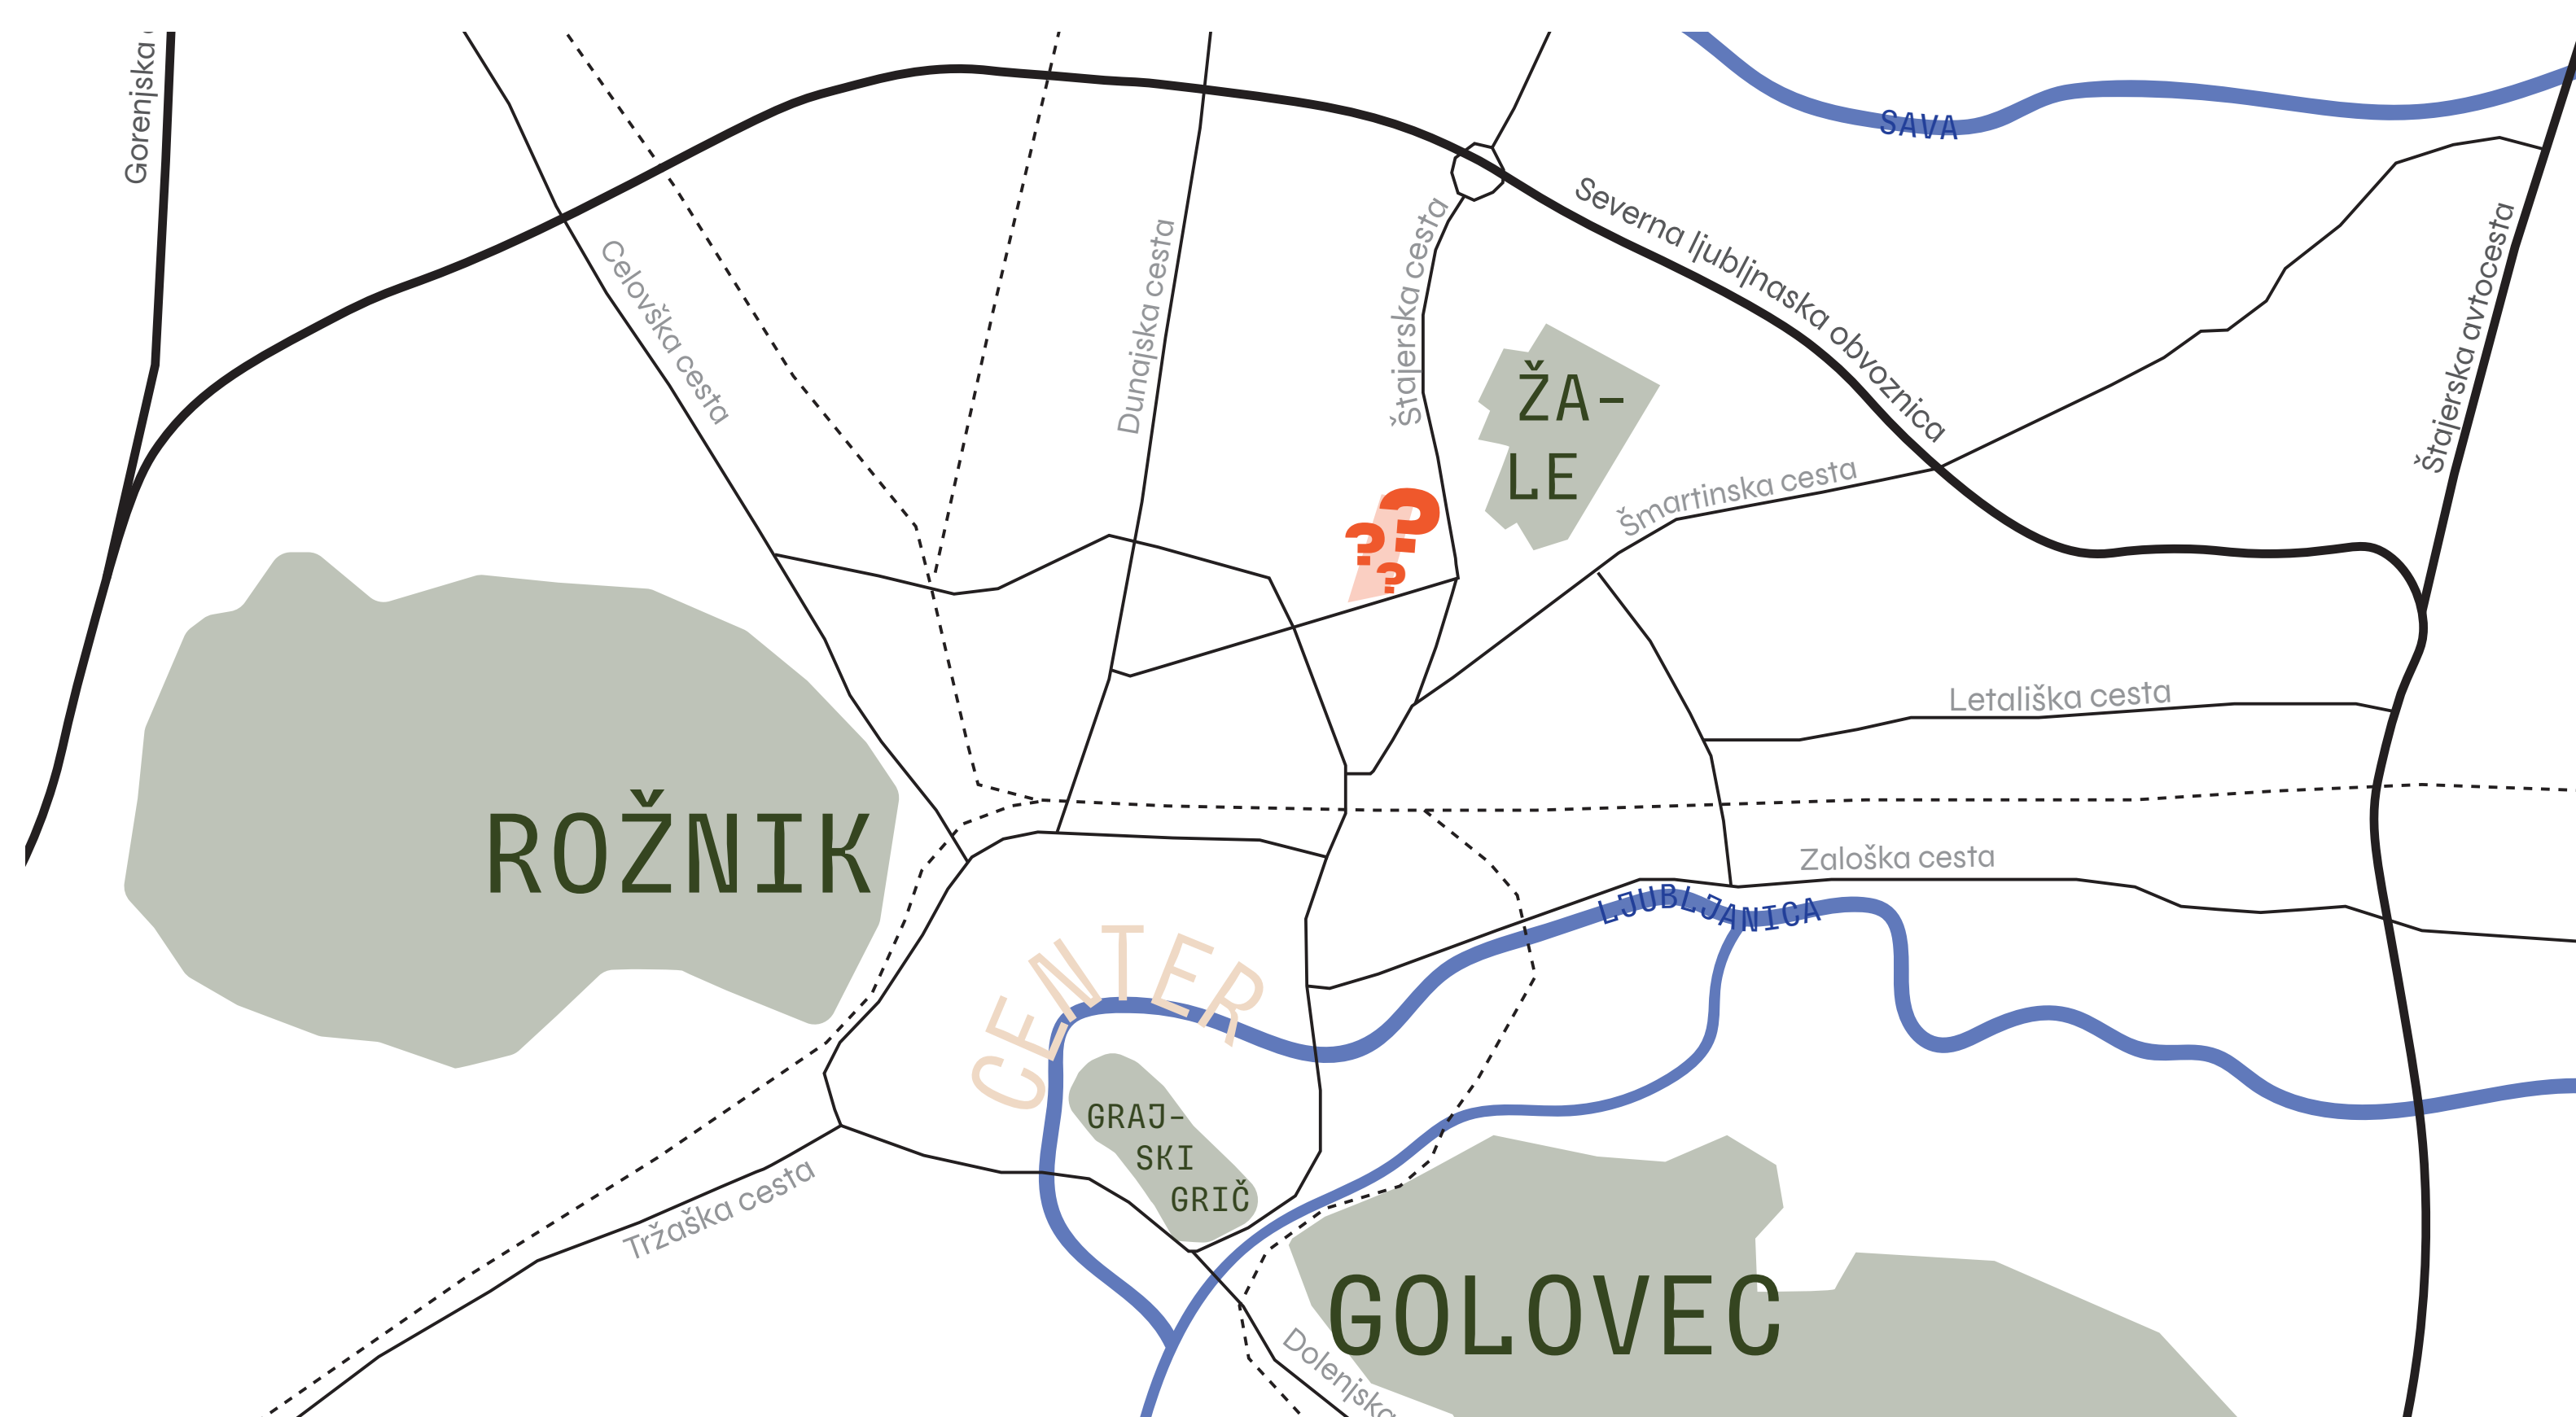 Gorenjska
SAVA
Severna ljubljnaska obvoznica
Štajerska avtocesta
Celovška cesta
Dunajska cesta
Štajerska cesta
ŽA-
LE
Šmartinska cesta
?
?
?
Letališka cesta
ROŽNIK
Zaloška cesta
LJUBLJANICA
CENTER
GRAJ-
SKI
GRIČ
Tržaška cesta
GOLOVEC
Dolenjska